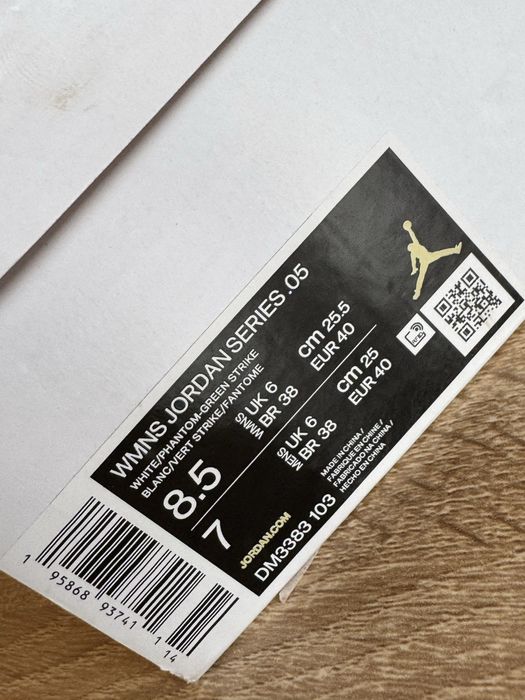 WMNS JORDAN SERIES .05
WHITE/PHANTOM-GREEN STRIKE
BLANC/VERT STRIKE/FANTOME
8.5
WMNS
UK 6
BR 38
cm 25.5
EUR 40
7
MEN'S
UK 6
BR 38
cm 25
EUR 40
JORDAN.COM
DM3383 103
MADE IN CHINA /
FABRIQUÉ EN CHINE /
FABRICADO NA CHINA /
HECHO EN CHINA
1 95868 93741 1
14